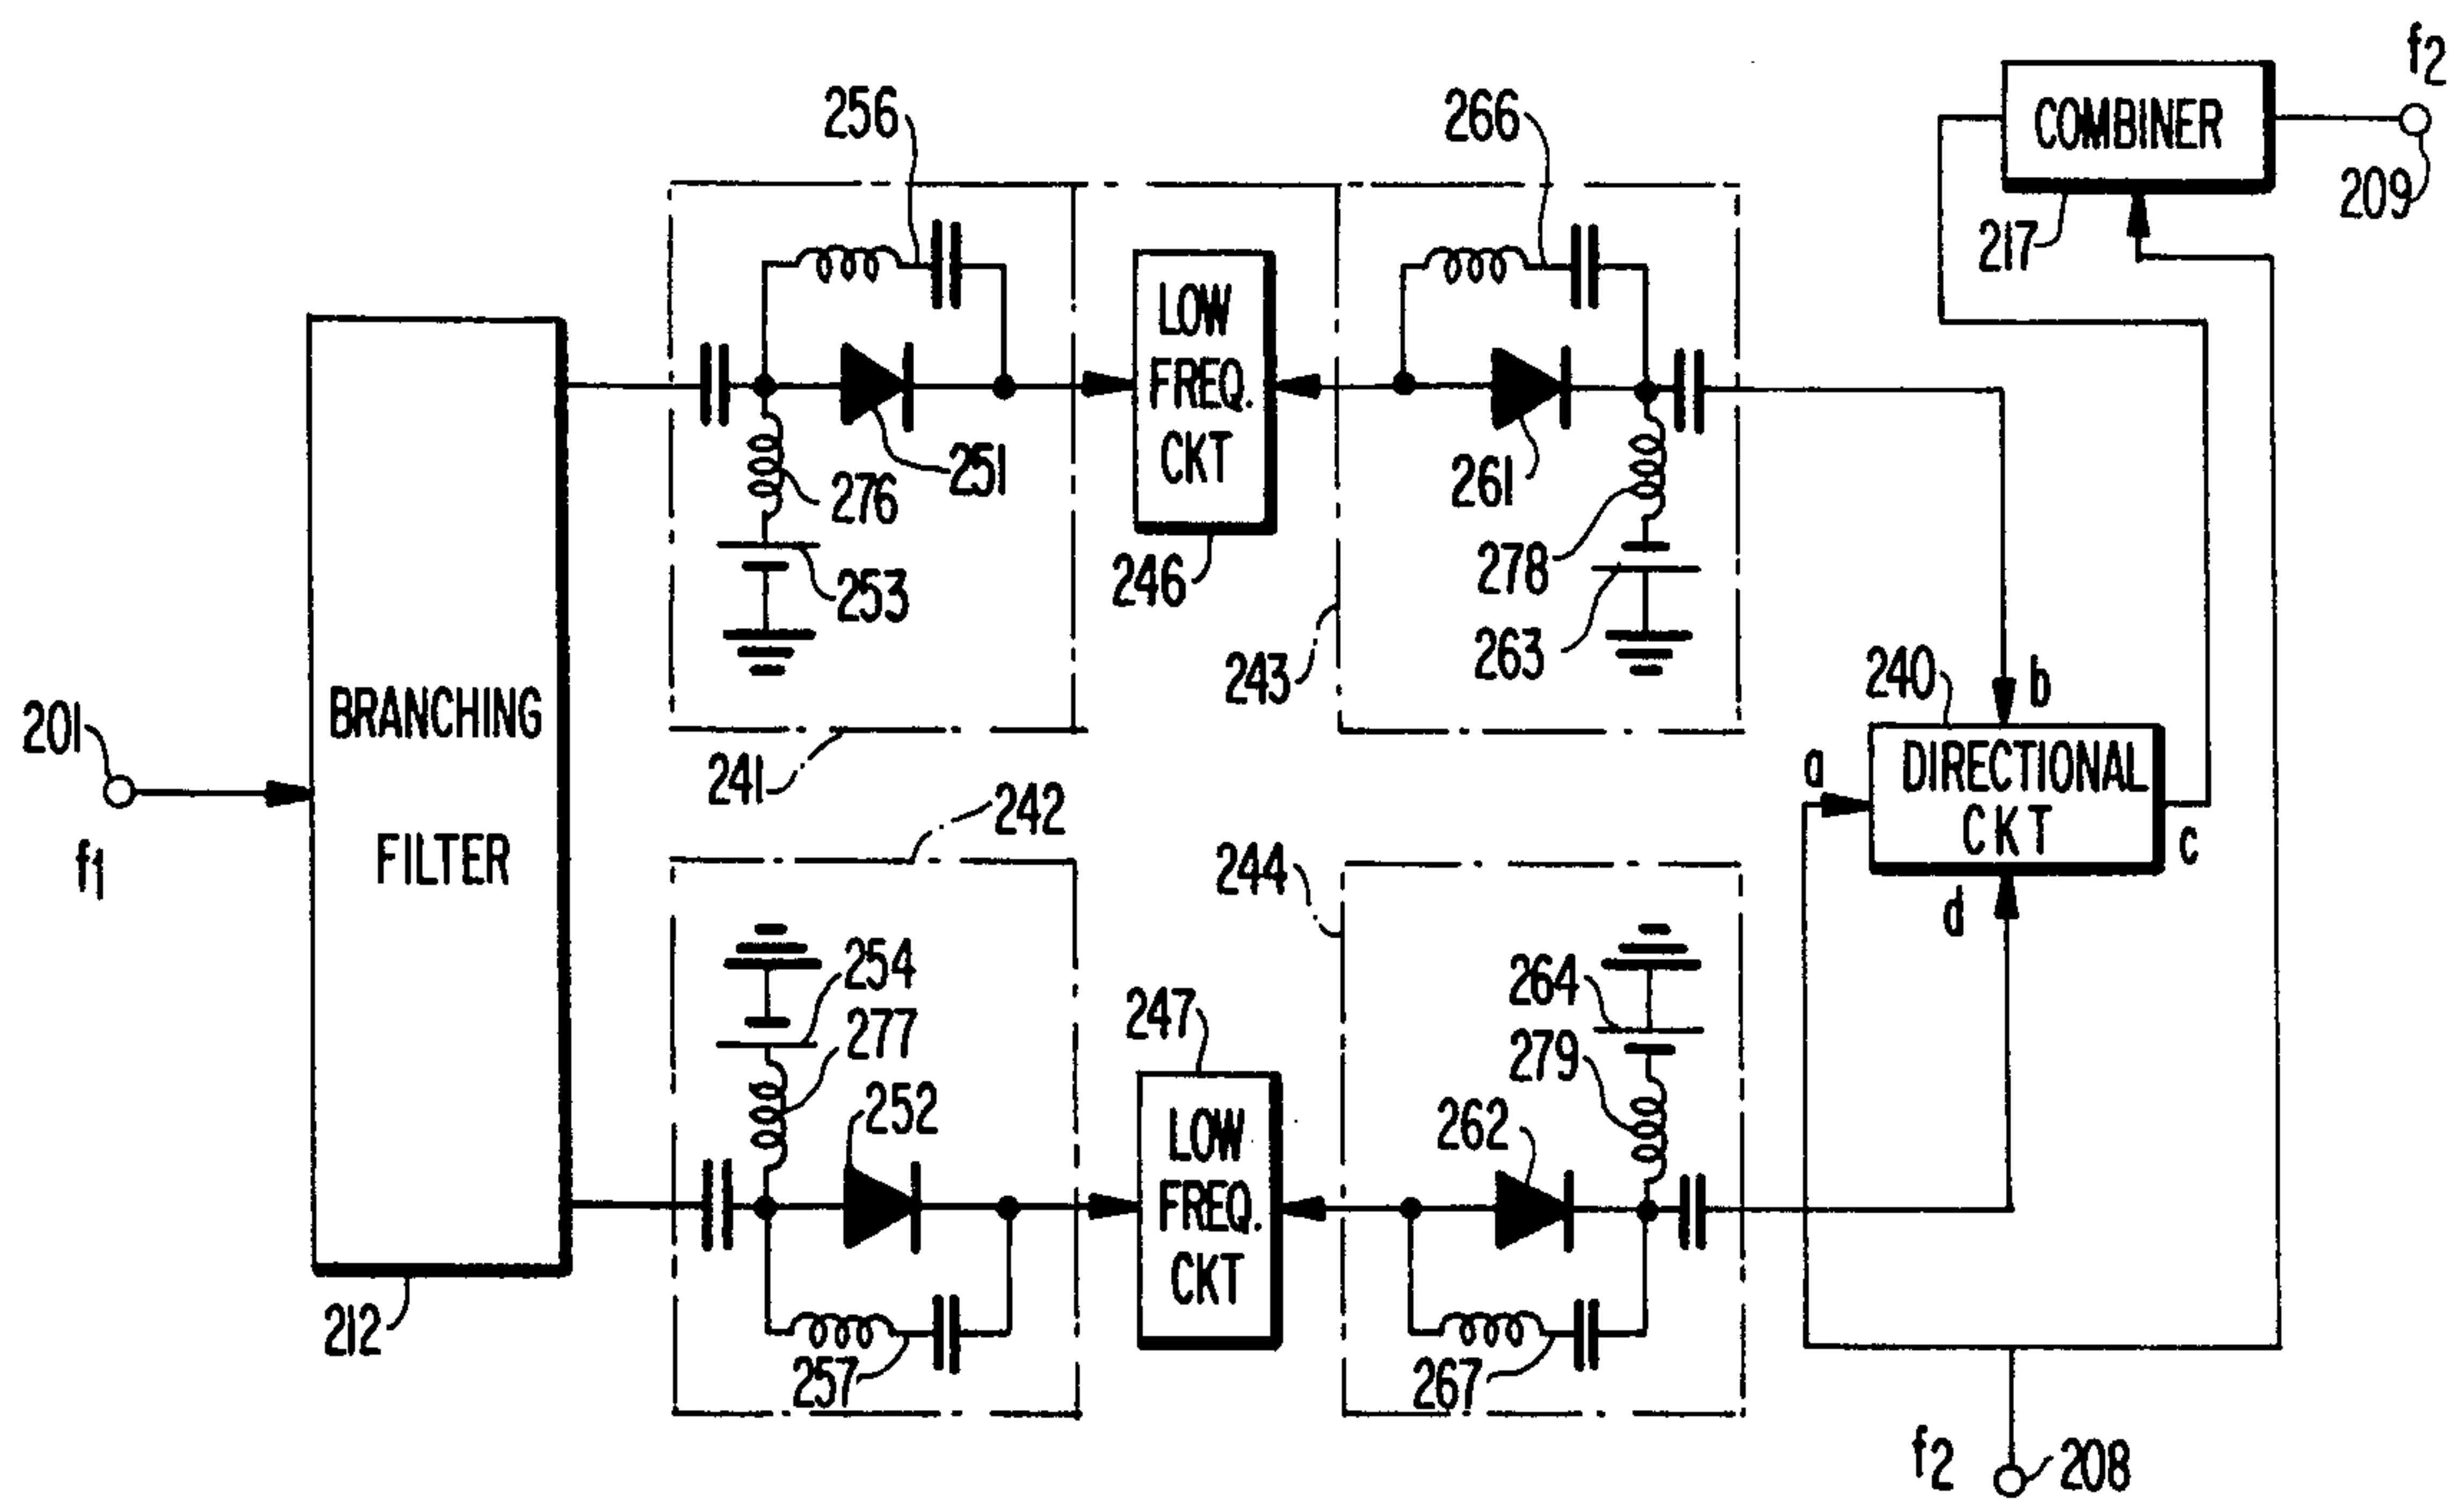 f2
COMBINER
209
217
256
266
LOW
FREQ.
CKT
251
276
253
246
261
278
263
243
BRANCHING
FILTER
201
f1
241
242
240
b
a
DIRECTIONAL
CKT
c
d
244
254
277
252
247
LOW
FREQ.
CKT
264
279
262
257
267
212
f2
208